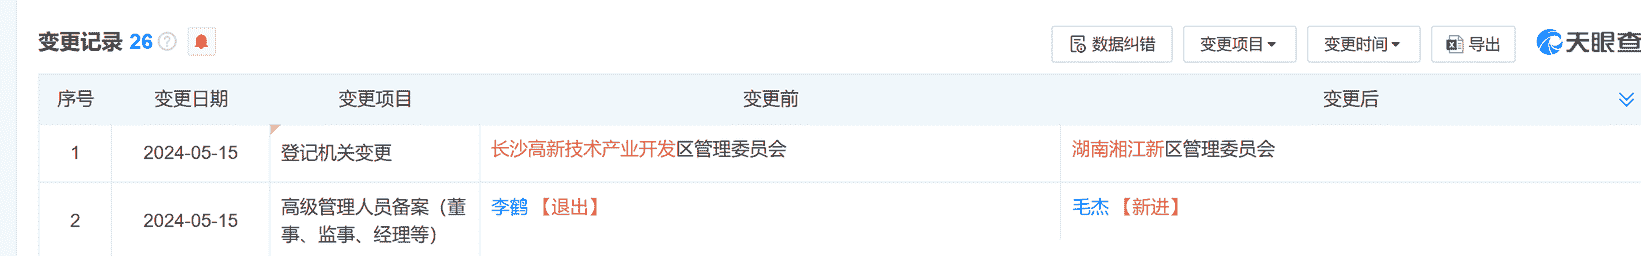 变更记录 26 数据纠错 变更项目 变更时间 导出 天眼查
序号 变更日期 变更项目 变更前 变更后
1 2024-05-15 登记机关变更 长沙高新技术产业开发区管理委员会 湖南湘江新区管理委员会
2 2024-05-15 高级管理人员备案（董 李鹤 【退出】 毛杰 【新进】
事、监事、经理等）